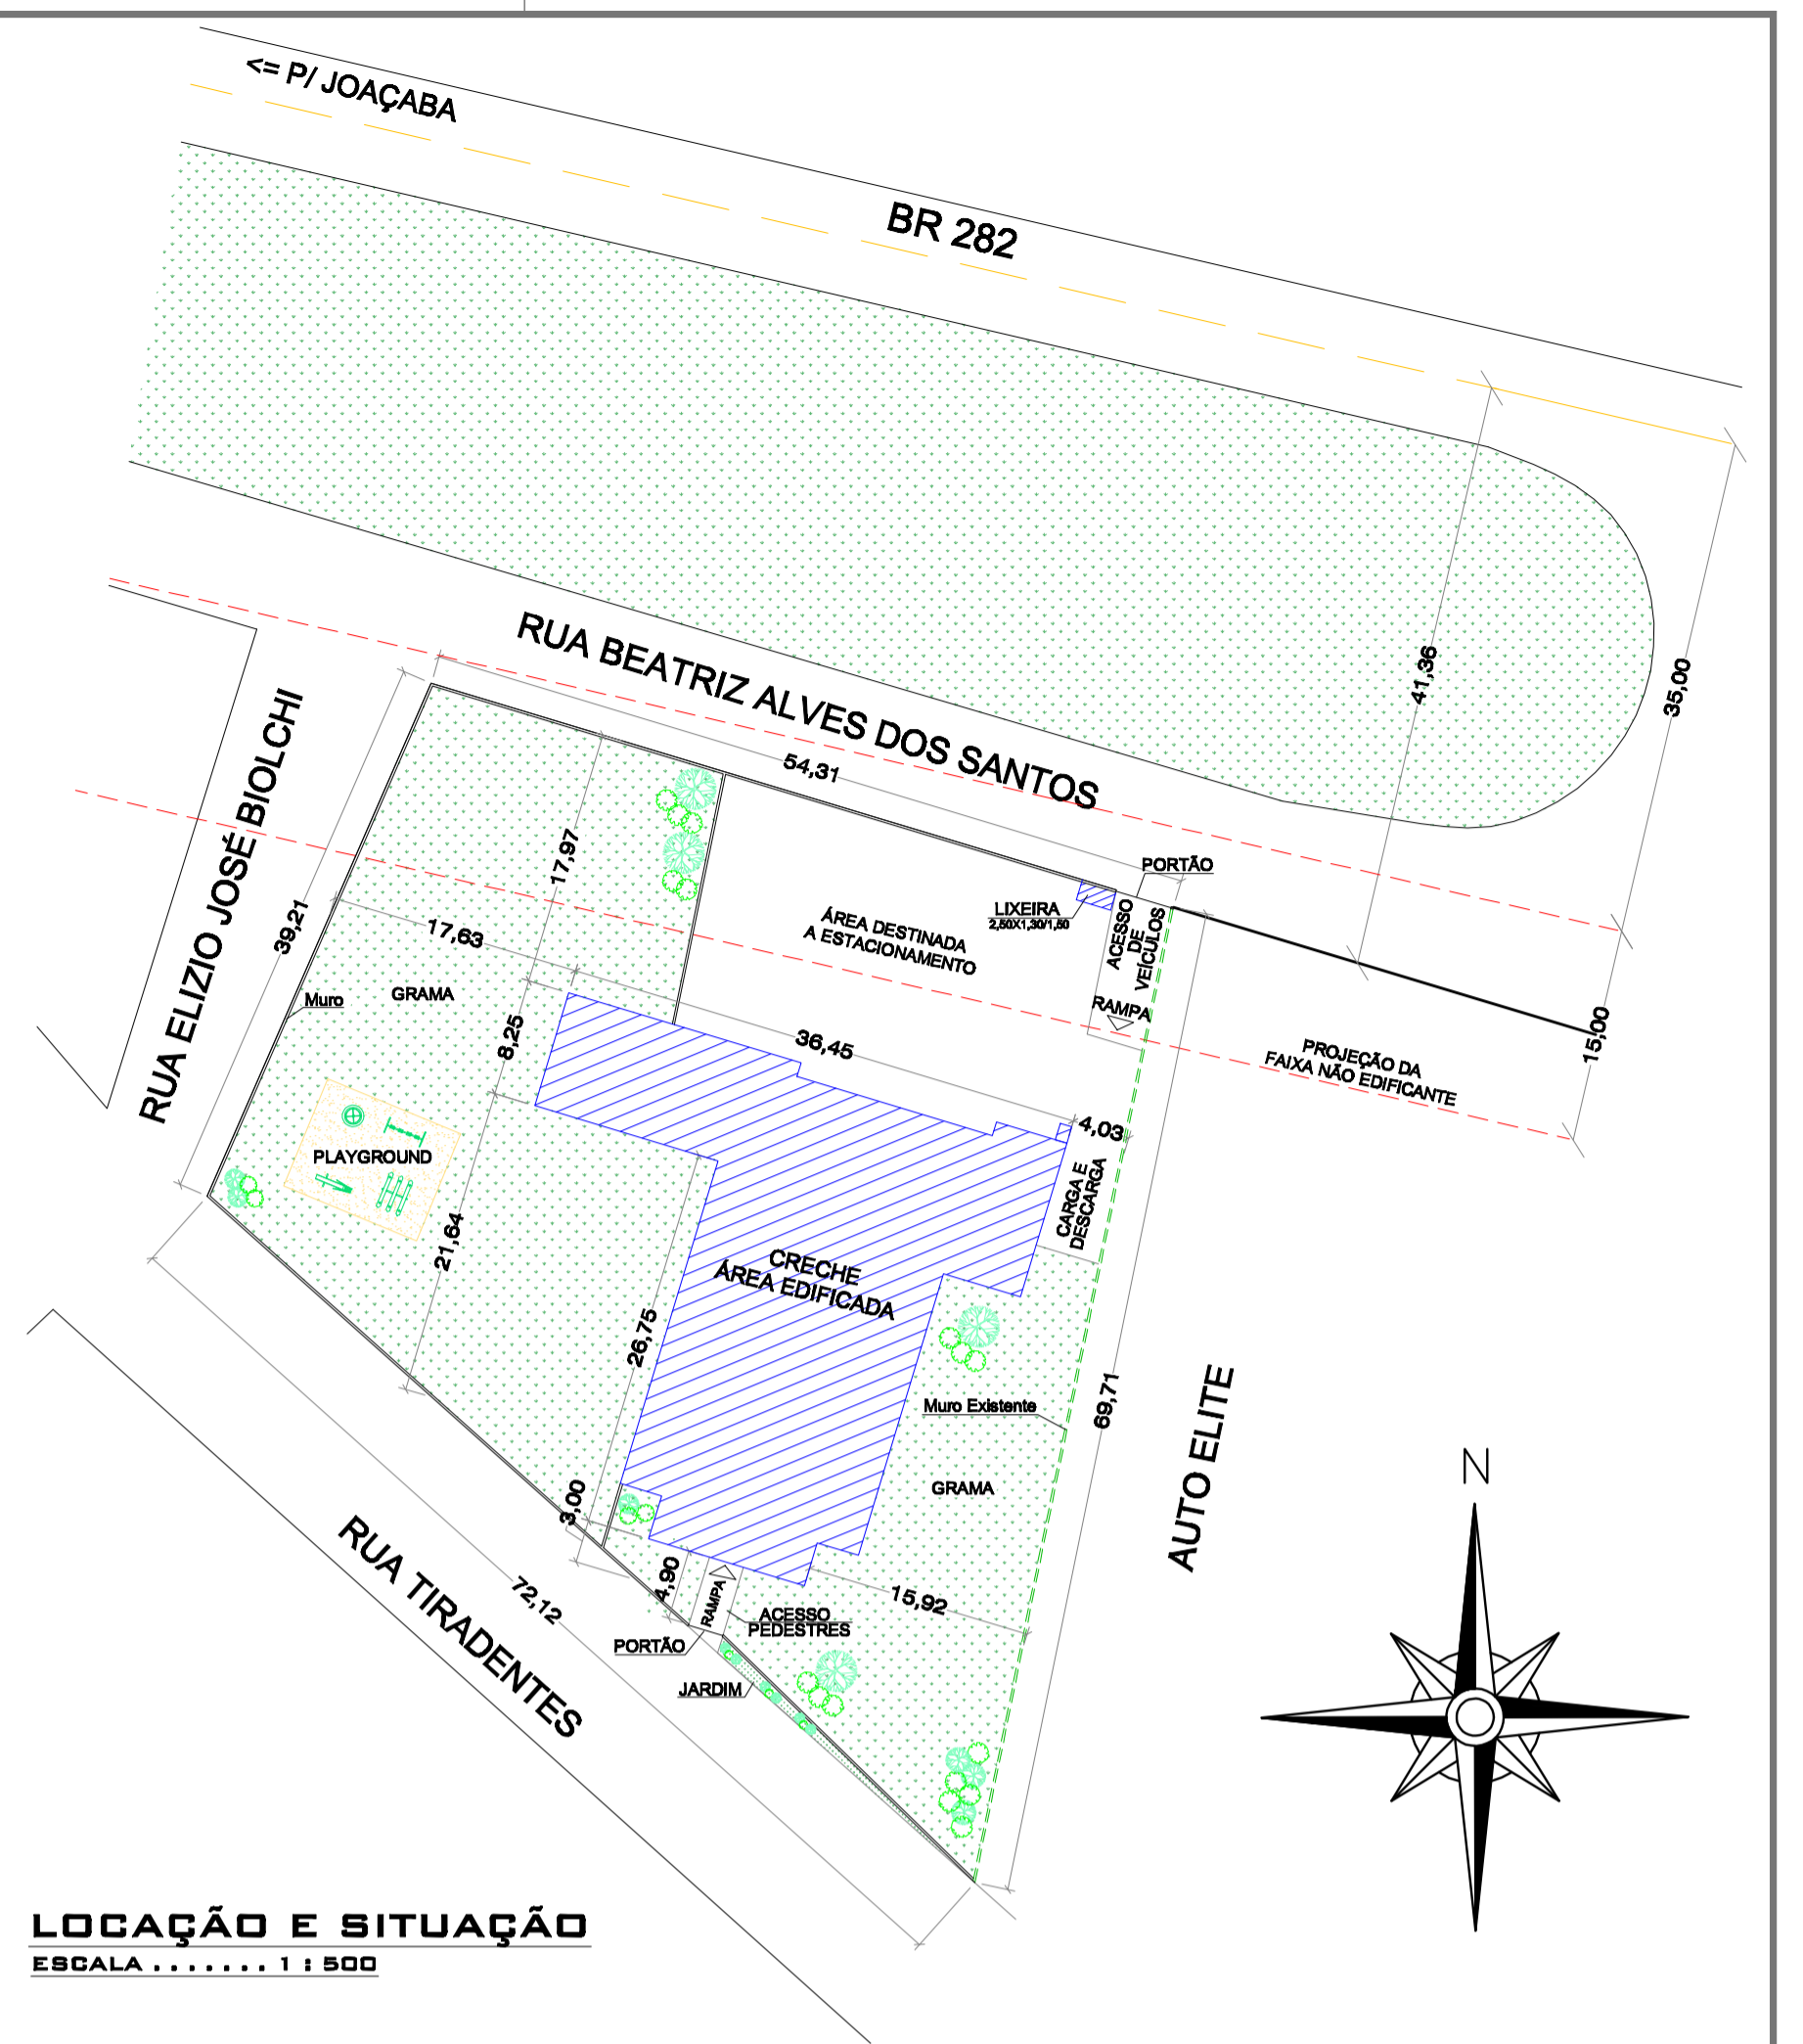 <= P/ JOAÇABA
BR 282
RUA BEATRIZ ALVES DOS SANTOS
41,36
35,00
RUA ELIZIO JOSÉ BIOLCHI
54,31
17,97
39,21
17,63
PORTÃO
LIXEIRA
2,50X1,30/1,50
ÁREA DESTINADA
A ESTACIONAMENTO
ACESSO
DE
VEÍCULOS
RAMPA
Muro
GRAMA
8,25
36,45
15,00
PROJEÇÃO DA
FAIXA NÃO EDIFICANTE
4,03
PLAYGROUND
CARGA E
DESCARGA
21,64
CRECHE
ÁREA EDIFICADA
26,75
69,71
Muro Existente
AUTO ELITE
GRAMA
N
3,00
RUA TIRADENTES
72,12
4,90
RAMPA
15,92
ACESSO
PEDESTRES
PORTÃO
JARDIM
LOCAÇÃO E SITUAÇÃO
ESCALA . . . . . . . 1 : 500